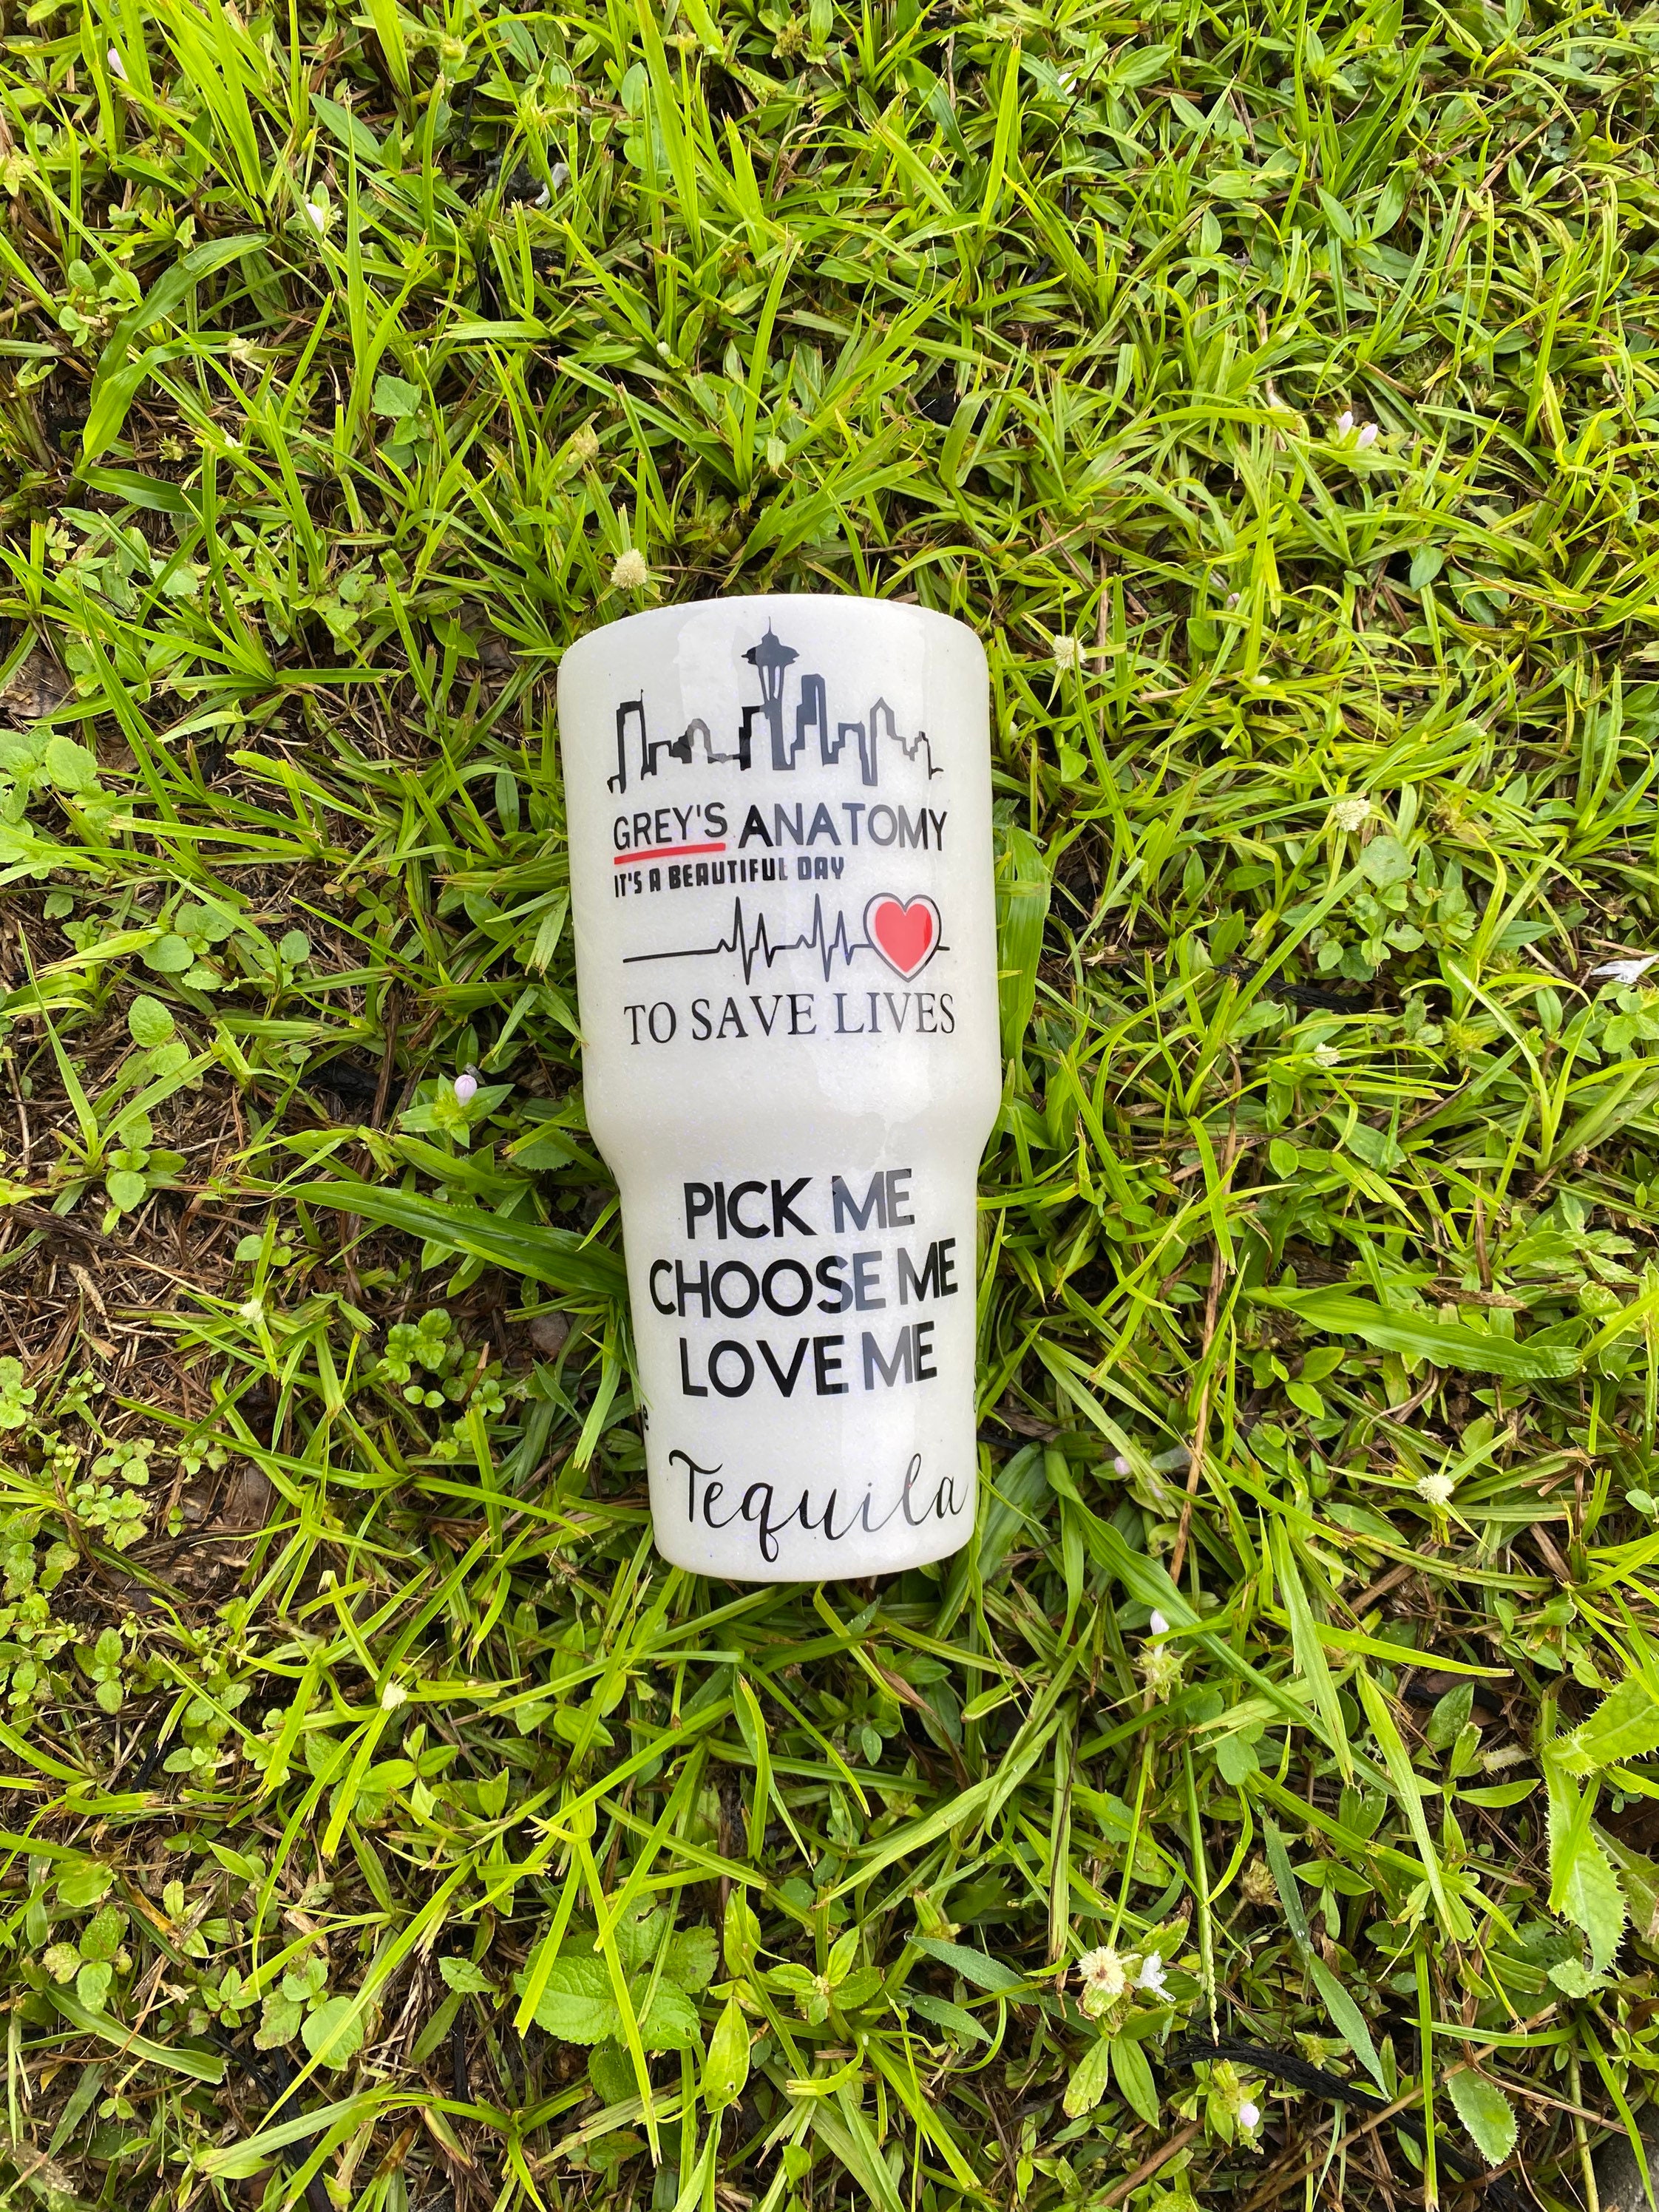 GREY'S ANATOMY
IT'S A BEAUTIFUL DAY
TO SAVE LIVES
PICK ME
CHOOSE ME
LOVE ME
Tequila